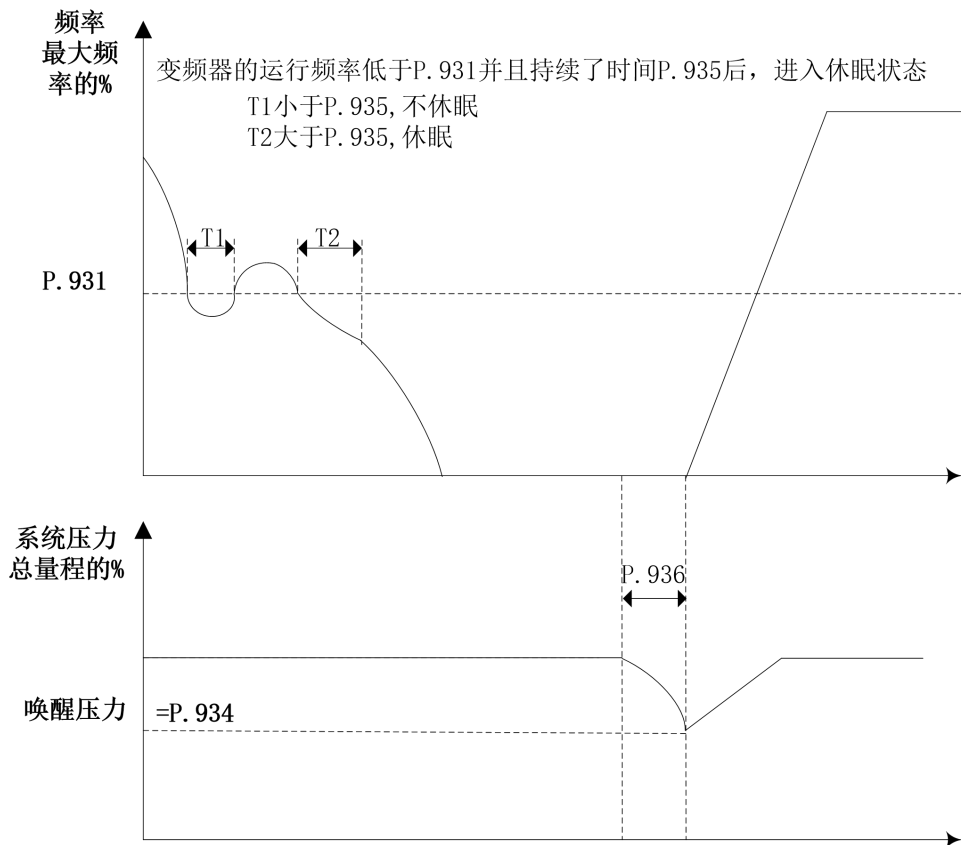 频率
最大频
率的%
变频器的运行频率低于P.931并且持续了时间P.935后，进入休眠状态
T1小于P.935,不休眠
T2大于P.935,休眠
T1
T2
P.931
系统压力
总量程的%
P.936
唤醒压力
=P.934